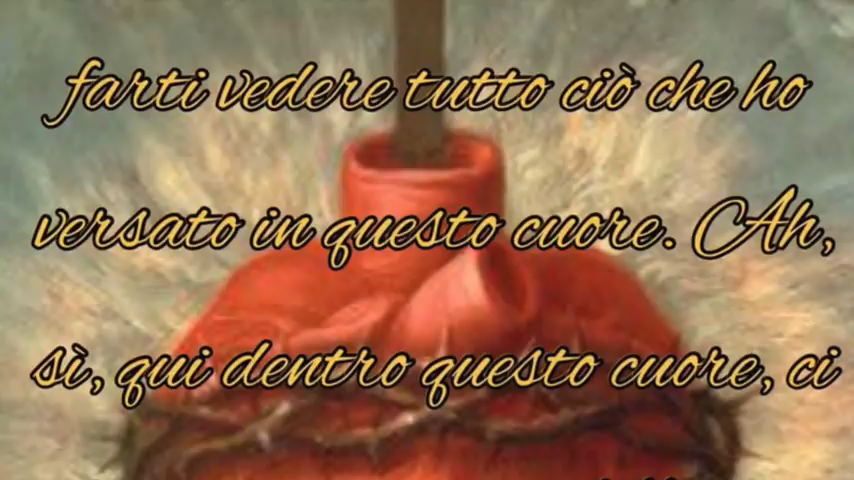 farti vedere tutto ciò che ho
versato in questo cuore. Ah,
sì, qui dentro questo cuore, ci